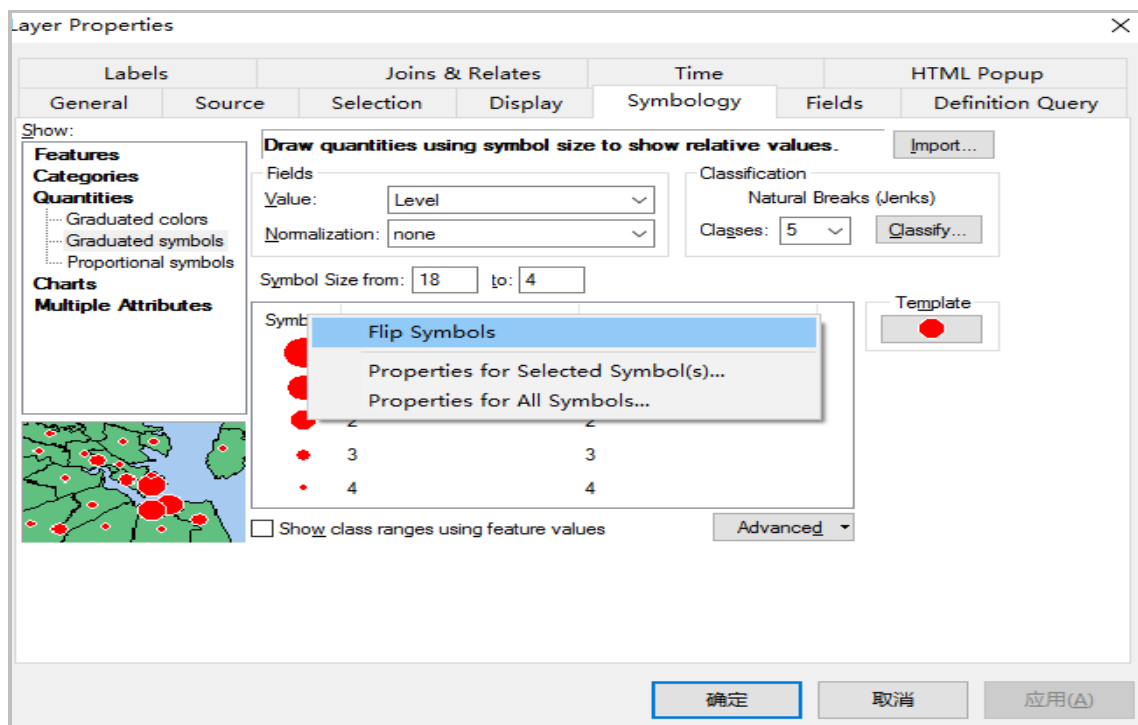 Layer Properties
Labels Joins & Relates Time HTML Popup
General Source Selection Display Symbology Fields Definition Query
Show:
Features
Categories
Quantities
Graduated colors
Graduated symbols
Proportional symbols
Charts
Multiple Attributes
Draw quantities using symbol size to show relative values.
Import...
Fields
Value: Level
Normalization: none
Classification
Natural Breaks (Jenks)
Classes: 5 Classify...
Symbol Size from: 18 to: 4
Template
Symb
Flip Symbols
Properties for Selected Symbol(s)...
Properties for All Symbols...
2 2
3 3
4 4
Show class ranges using feature values
Advanced
确定 取消 应用(A)